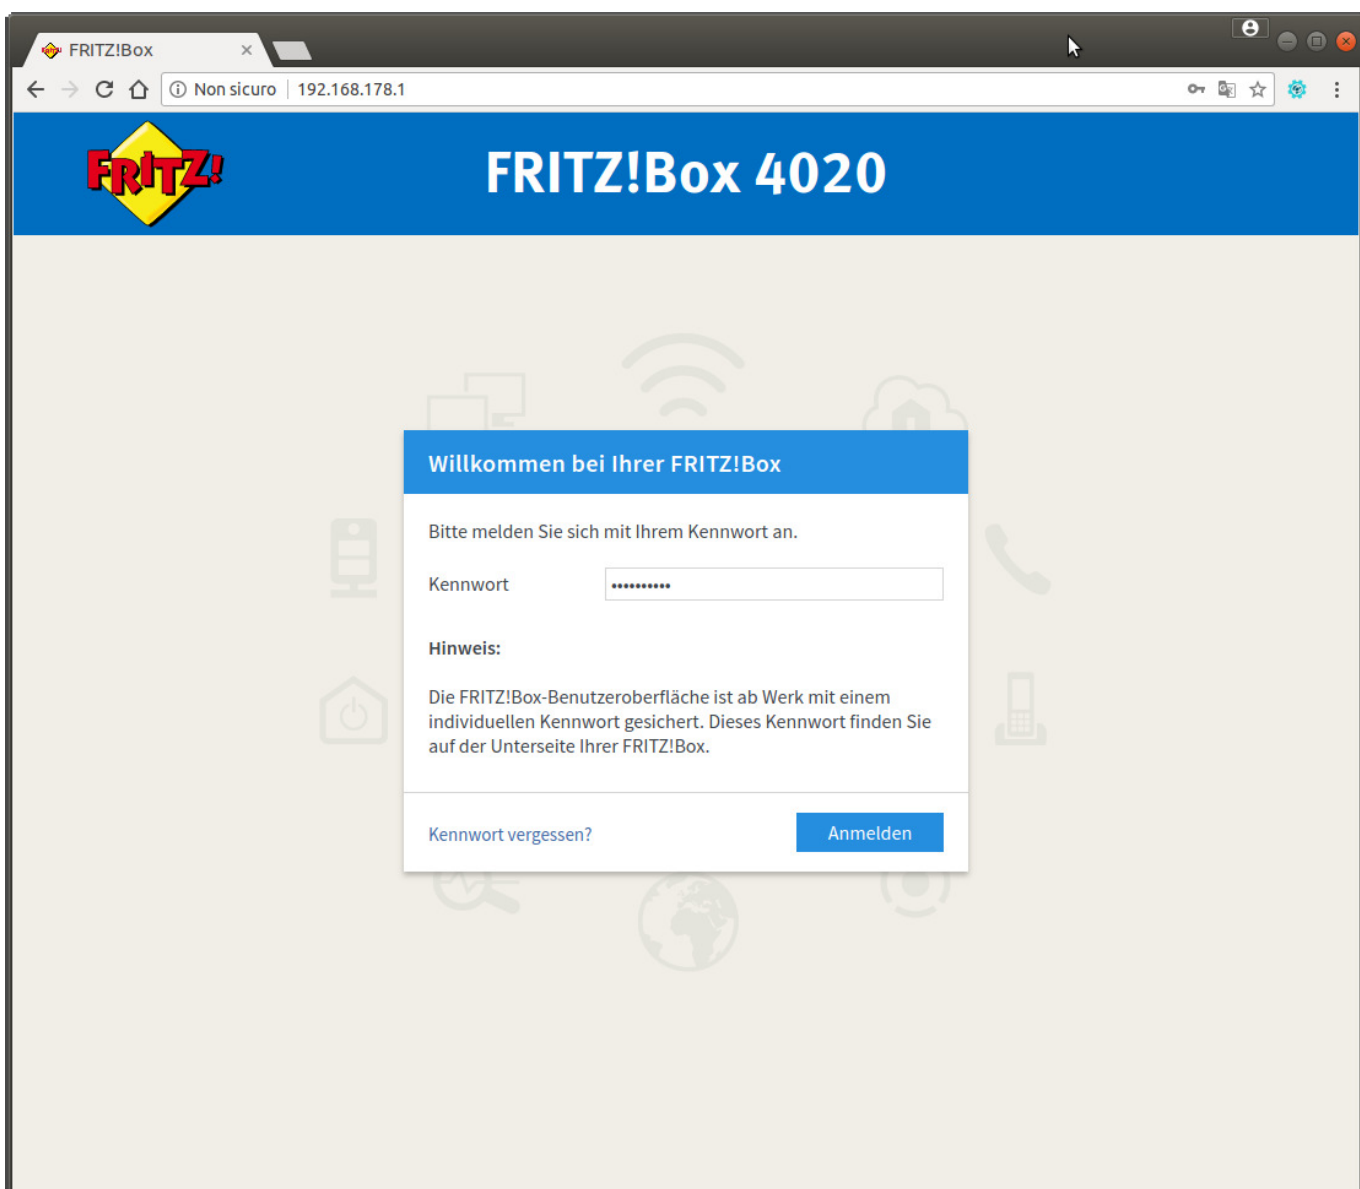 FRITZ!Box
Non sicuro
192.168.178.1
FRITZ!
FRITZ!Box 4020
Willkommen bei Ihrer FRITZ!Box
Bitte melden Sie sich mit Ihrem Kennwort an.
Kennwort ••••••••••
Hinweis:
Die FRITZ!Box-Benutzeroberfläche ist ab Werk mit einem
individuellen Kennwort gesichert. Dieses Kennwort finden Sie
auf der Unterseite Ihrer FRITZ!Box.
Kennwort vergessen?
Anmelden